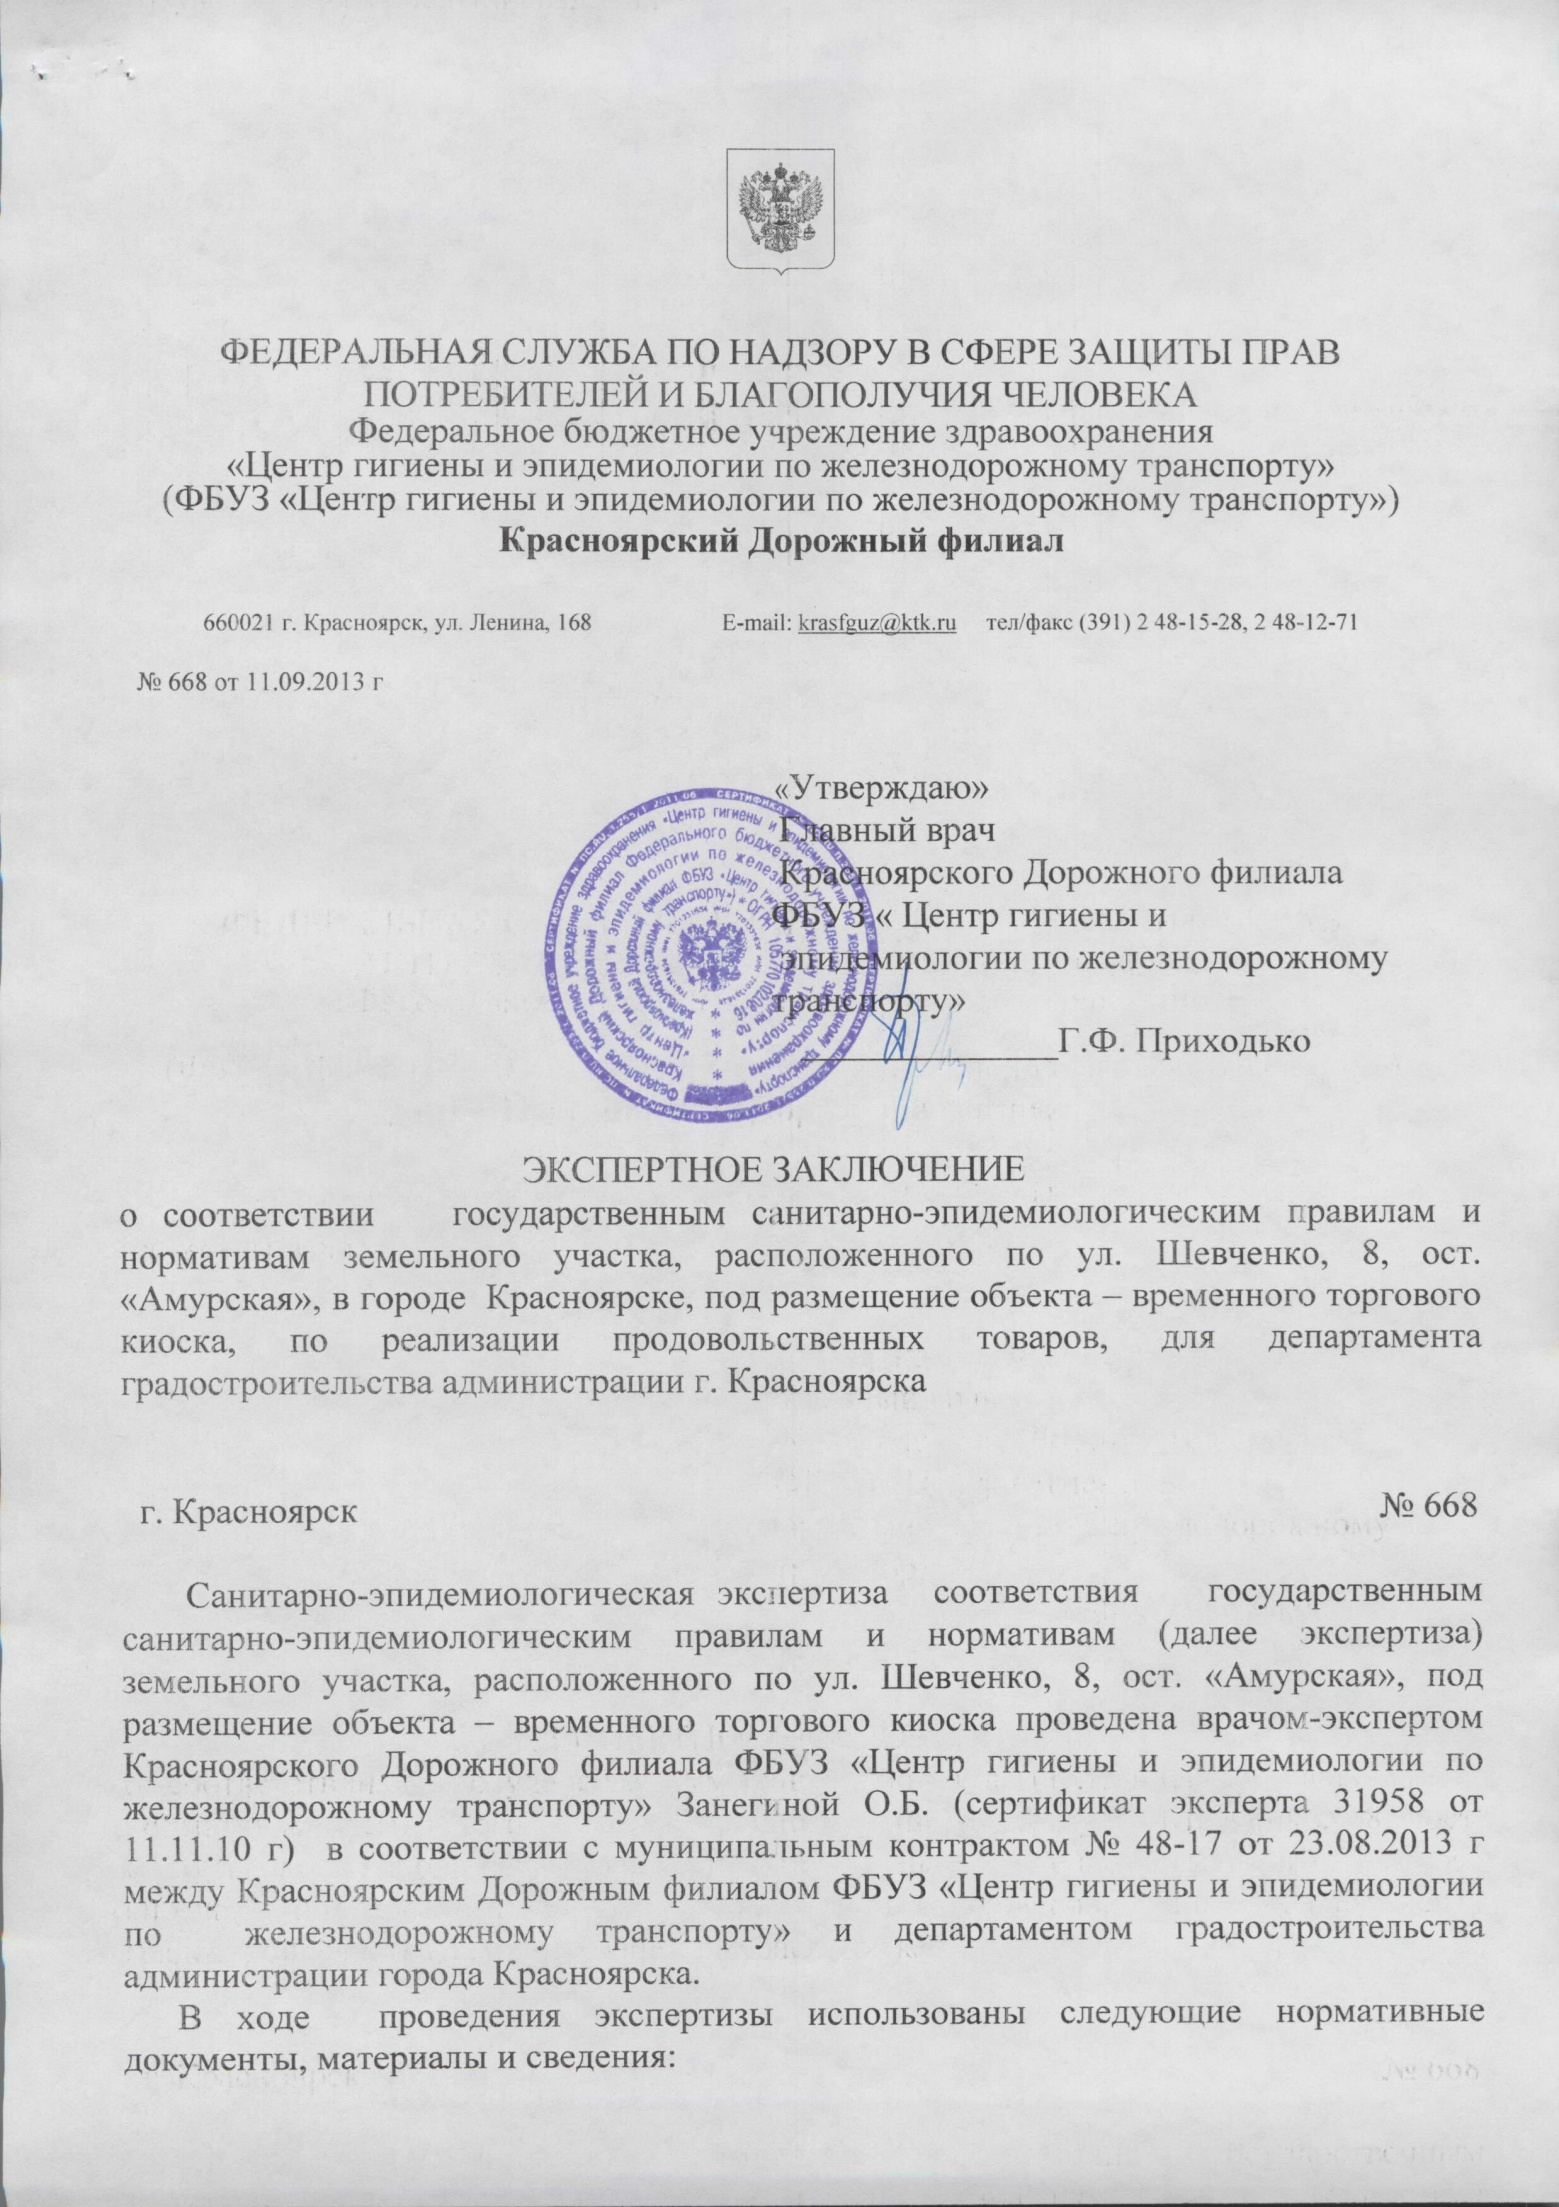 ФЕДЕРАЛЬНАЯ СЛУЖБА ПО НАДЗОРУ В СФЕРЕ ЗАЩИТЫ ПРАВ
ПОТРЕБИТЕЛЕЙ И БЛАГОПОЛУЧИЯ ЧЕЛОВЕКА
Федеральное бюджетное учреждение здравоохранения
«Центр гигиены и эпидемиологии по железнодорожному транспорту»
(ФБУЗ «Центр гигиены и эпидемиологии по железнодорожному транспорту»)
Красноярский Дорожный филиал
660021 г. Красноярск, ул. Ленина, 168 E-mail: krasfguz@ktk.ru тел/факс (391) 2 48-15-28, 2 48-12-71
№ 668 от 11.09.2013 г
«Утверждаю»
Главный врач
Красноярского Дорожного филиала
ФБУЗ « Центр гигиены и
эпидемиологии по железнодорожному
транспорту»
Г.Ф. Приходько
ЭКСПЕРТНОЕ ЗАКЛЮЧЕНИЕ
о соответствии государственным санитарно-эпидемиологическим правилам и
нормативам земельного участка, расположенного по ул. Шевченко, 8, ост.
«Амурская», в городе Красноярске, под размещение объекта – временного торгового
киоска, по реализации продовольственных товаров, для департамента
градостроительства администрации г. Красноярска
г. Красноярск № 668
Санитарно-эпидемиологическая экспертиза соответствия государственным
санитарно-эпидемиологическим правилам и нормативам (далее экспертиза)
земельного участка, расположенного по ул. Шевченко, 8, ост. «Амурская», под
размещение объекта – временного торгового киоска проведена врачом-экспертом
Красноярского Дорожного филиала ФБУЗ «Центр гигиены и эпидемиологии по
железнодорожному транспорту» Занегиной О.Б. (сертификат эксперта 31958 от
11.11.10 г) в соответствии с муниципальным контрактом № 48-17 от 23.08.2013 г
между Красноярским Дорожным филиалом ФБУЗ «Центр гигиены и эпидемиологии
по железнодорожному транспорту» и департаментом градостроительства
администрации города Красноярска.
В ходе проведения экспертизы использованы следующие нормативные
документы, материалы и сведения: